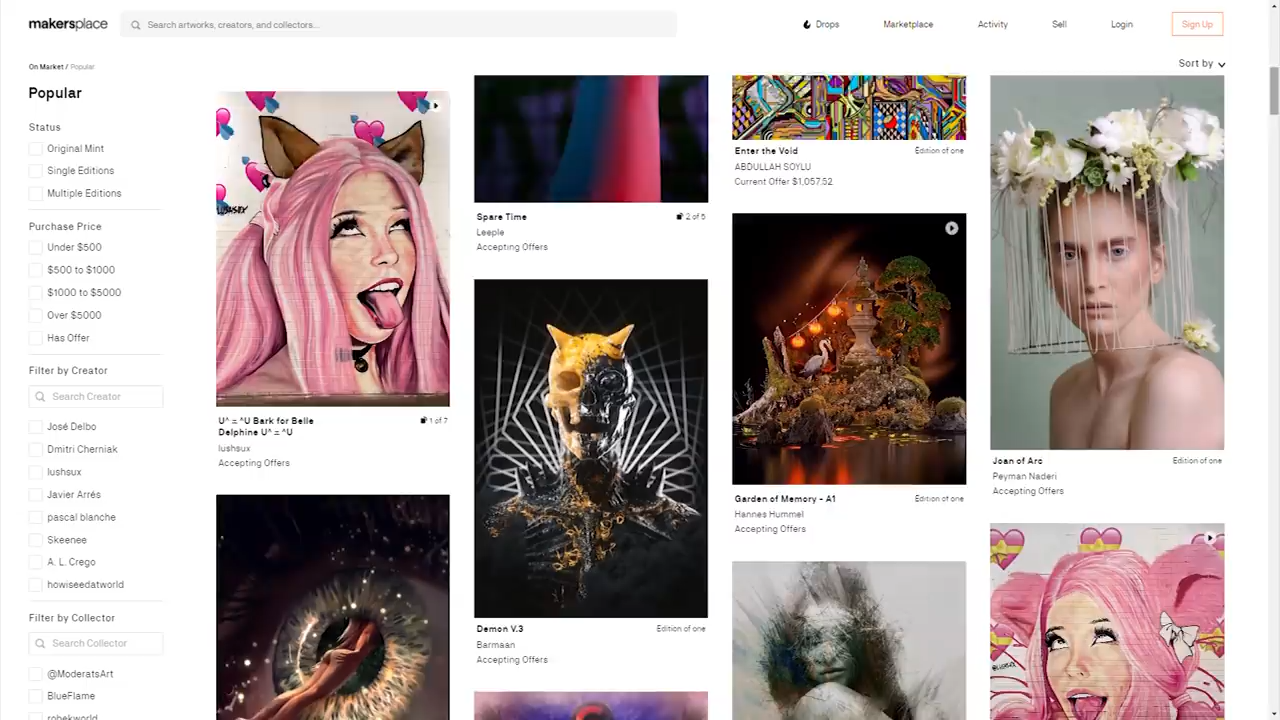 makersplace
Search artworks, creators, and collectors...
Drops
Marketplace
Activity
Sell
Login
Sign Up
On Market / Popular
Sort by
Popular
Status
Original Mint
Single Editions
Multiple Editions
Purchase Price
Under $500
$500 to $1000
$1000 to $5000
Over $5000
Has Offer
Filter by Creator
Search Creator
José Delbo
Dmitri Cherniak
lushsux
Javier Arrés
pascal blanche
Skeenee
A. L. Crego
howiseedatworld
Filter by Collector
Search Collector
@ModeratsArt
BlueFlame
U^ = ^U Bark for Belle
Delphine U^ = ^U
1 of 7
lushsux
Accepting Offers
Spare Time
2 of 5
Leeple
Accepting Offers
Demon V.3
Edition of one
Barmaan
Accepting Offers
Enter the Void
Edition of one
ABDULLAH SOYLU
Current Offer $1,057.52
Garden of Memory - A1
Edition of one
Hannes Hummel
Accepting Offers
Joan of Arc
Edition of one
Peyman Naderi
Accepting Offers